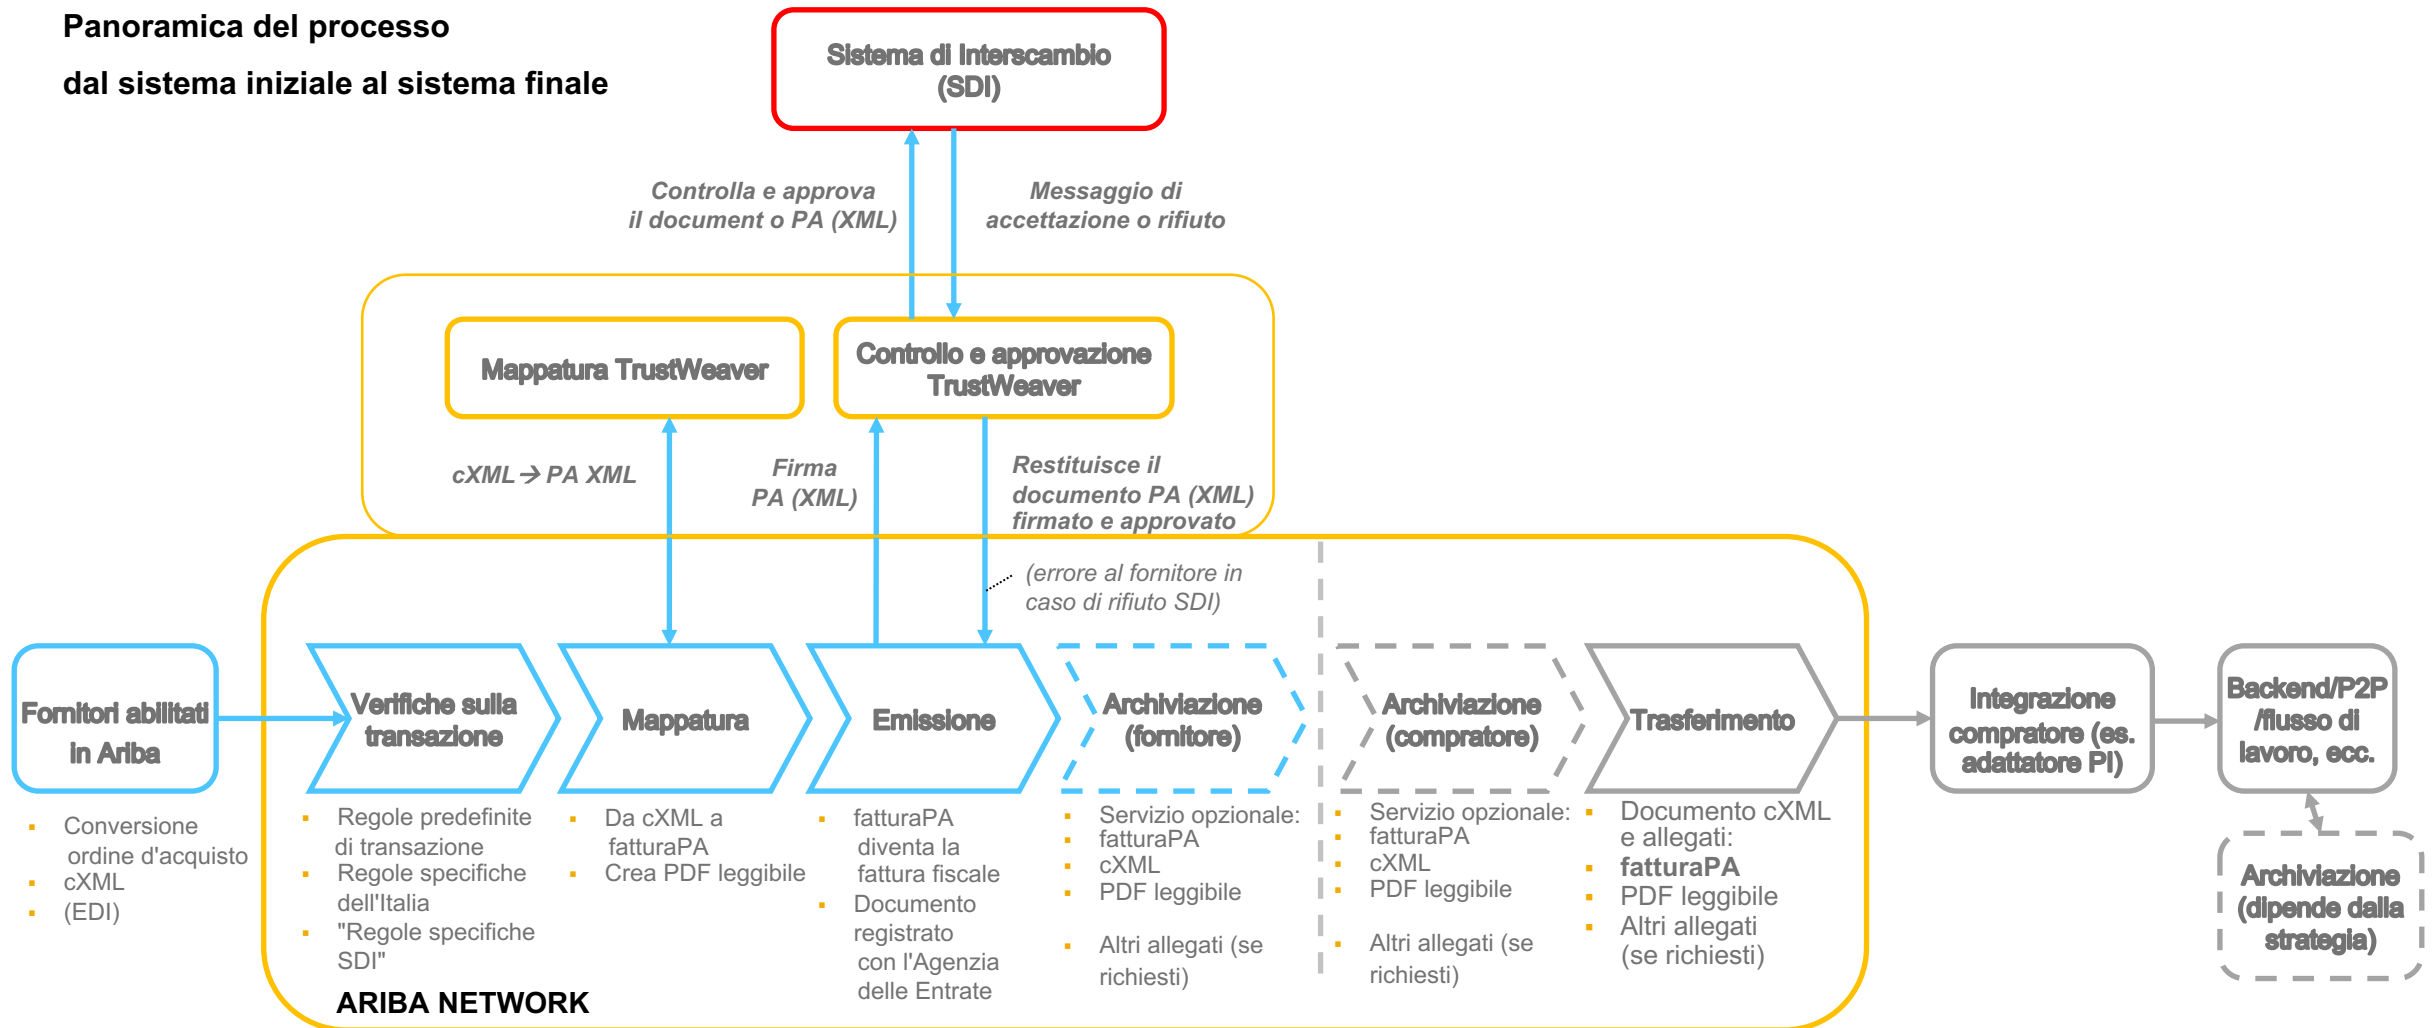 Panoramica del processo
dal sistema iniziale al sistema finale
Sistema di Interscambio
(SDI)
Controlla e approva
il document o PA (XML)
Messaggio di
accettazione o rifiuto
Mappatura TrustWeaver
Controllo e approvazione
TrustWeaver
cXML→ PA XML
Firma
PA (XML)
Restituisce il
documento PA (XML)
firmato e approvato
(errore al fornitore in
caso di rifiuto SDI)
Fornitori abilitati
in Ariba
Verifiche sulla
transazione
Mappatura
Emissione
Archiviazione
(fornitore)
Archiviazione
(compratore)
Trasferimento
Integrazione
compratore (es.
adattatore PI)
Backend/P2P
/flusso di
lavoro, ecc.
▪ Conversione
ordine d'acquisto
▪ cXML
▪ (EDI)
▪ Regole predefinite
di transazione
▪ Regole specifiche
dell'Italia
▪ "Regole specifiche
SDI"
▪ Da cXML a
fatturaPA
▪ Crea PDF leggibile
▪ fatturaPA
diventa la
fattura fiscale
▪ Documento
registrato
con l'Agenzia
delle Entrate
▪ Servizio opzionale:
▪ fatturaPA
▪ cXML
▪ PDF leggibile
▪ Altri allegati (se
richiesti)
▪ Servizio opzionale:
▪ fatturaPA
▪ cXML
▪ PDF leggibile
▪ Altri allegati (se
richiesti)
▪ Documento cXML
e allegati:
▪ fatturaPA
▪ PDF leggibile
▪ Altri allegati
(se richiesti)
Archiviazione
(dipende dalla
strategia)
ARIBA NETWORK